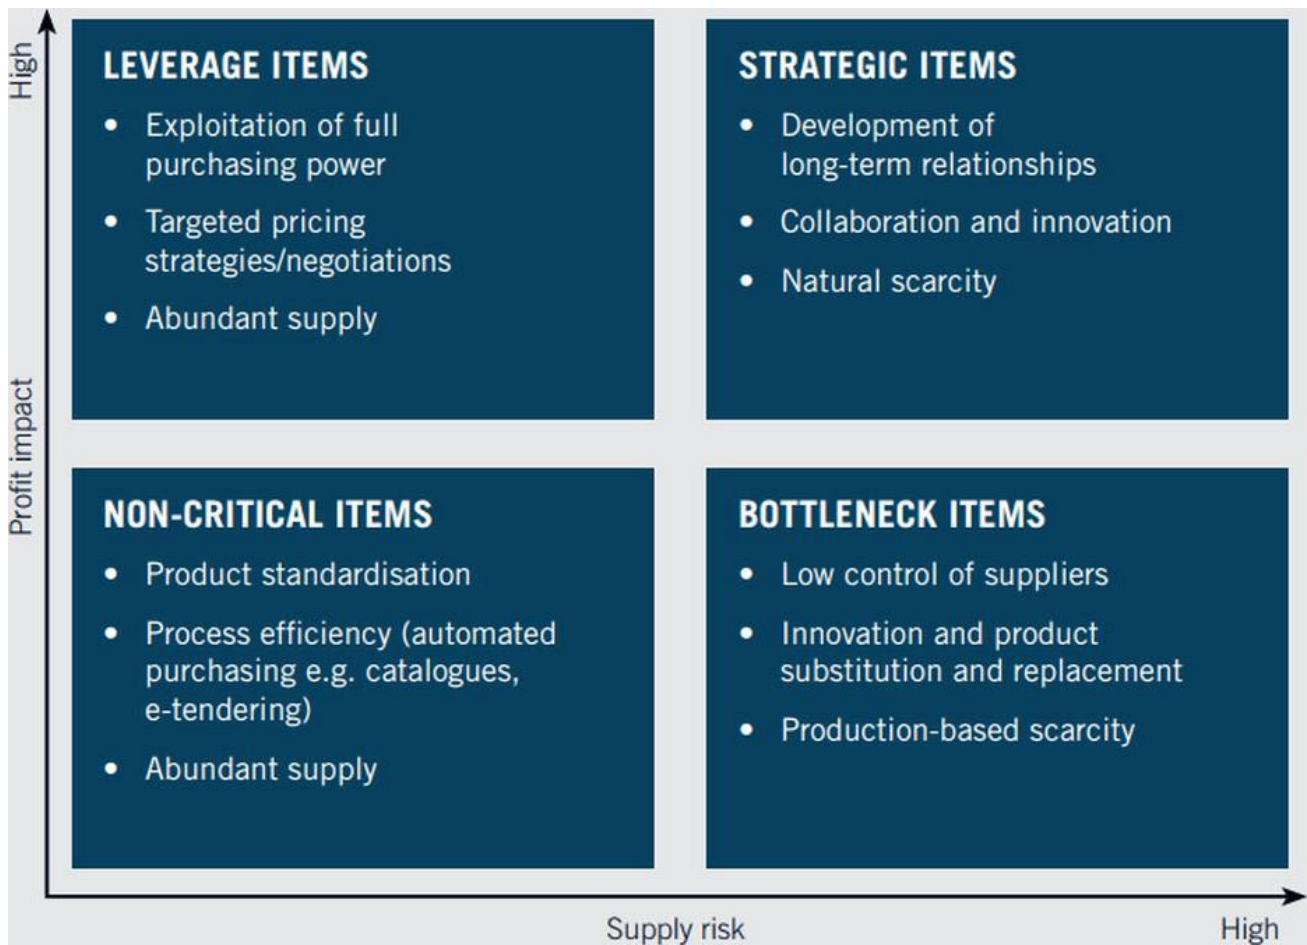 High
Profit impact
LEVERAGE ITEMS
• Exploitation of full
purchasing power
• Targeted pricing
strategies/negotiations
• Abundant supply
STRATEGIC ITEMS
• Development of
long-term relationships
• Collaboration and innovation
• Natural scarcity
NON-CRITICAL ITEMS
• Product standardisation
• Process efficiency (automated
purchasing e.g. catalogues,
e-tendering)
• Abundant supply
BOTTLENECK ITEMS
• Low control of suppliers
• Innovation and product
substitution and replacement
• Production-based scarcity
Supply risk
High